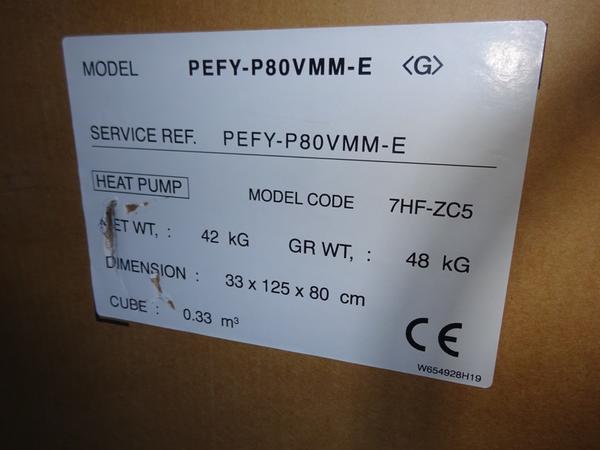 MODEL PEFY-P80VMM-E <G>
SERVICE REF. PEFY-P80VMM-E
HEAT PUMP MODEL CODE 7HF-ZC5
NET WT, : 42 kG GR WT, : 48 kG
DIMENSION : 33 x 125 x 80 cm
CUBE : 0.33 m³
CE
W654928H19